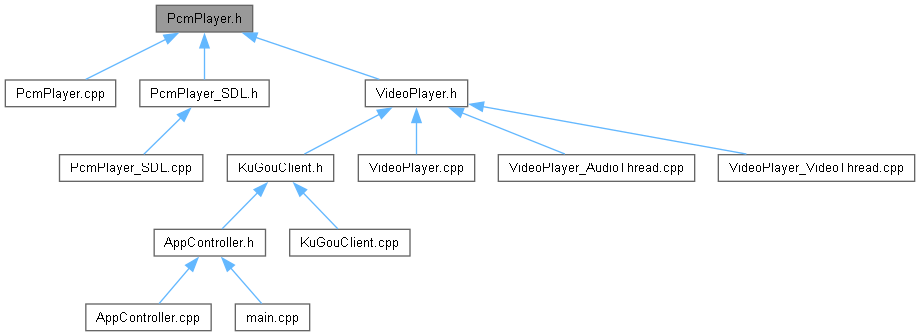 PcmPlayer.h
PcmPlayer.cpp
PcmPlayer_SDL.h
VideoPlayer.h
PcmPlayer_SDL.cpp
KuGouClient.h
VideoPlayer.cpp
VideoPlayer_AudioThread.cpp
VideoPlayer_VideoThread.cpp
AppController.h
KuGouClient.cpp
AppController.cpp
main.cpp